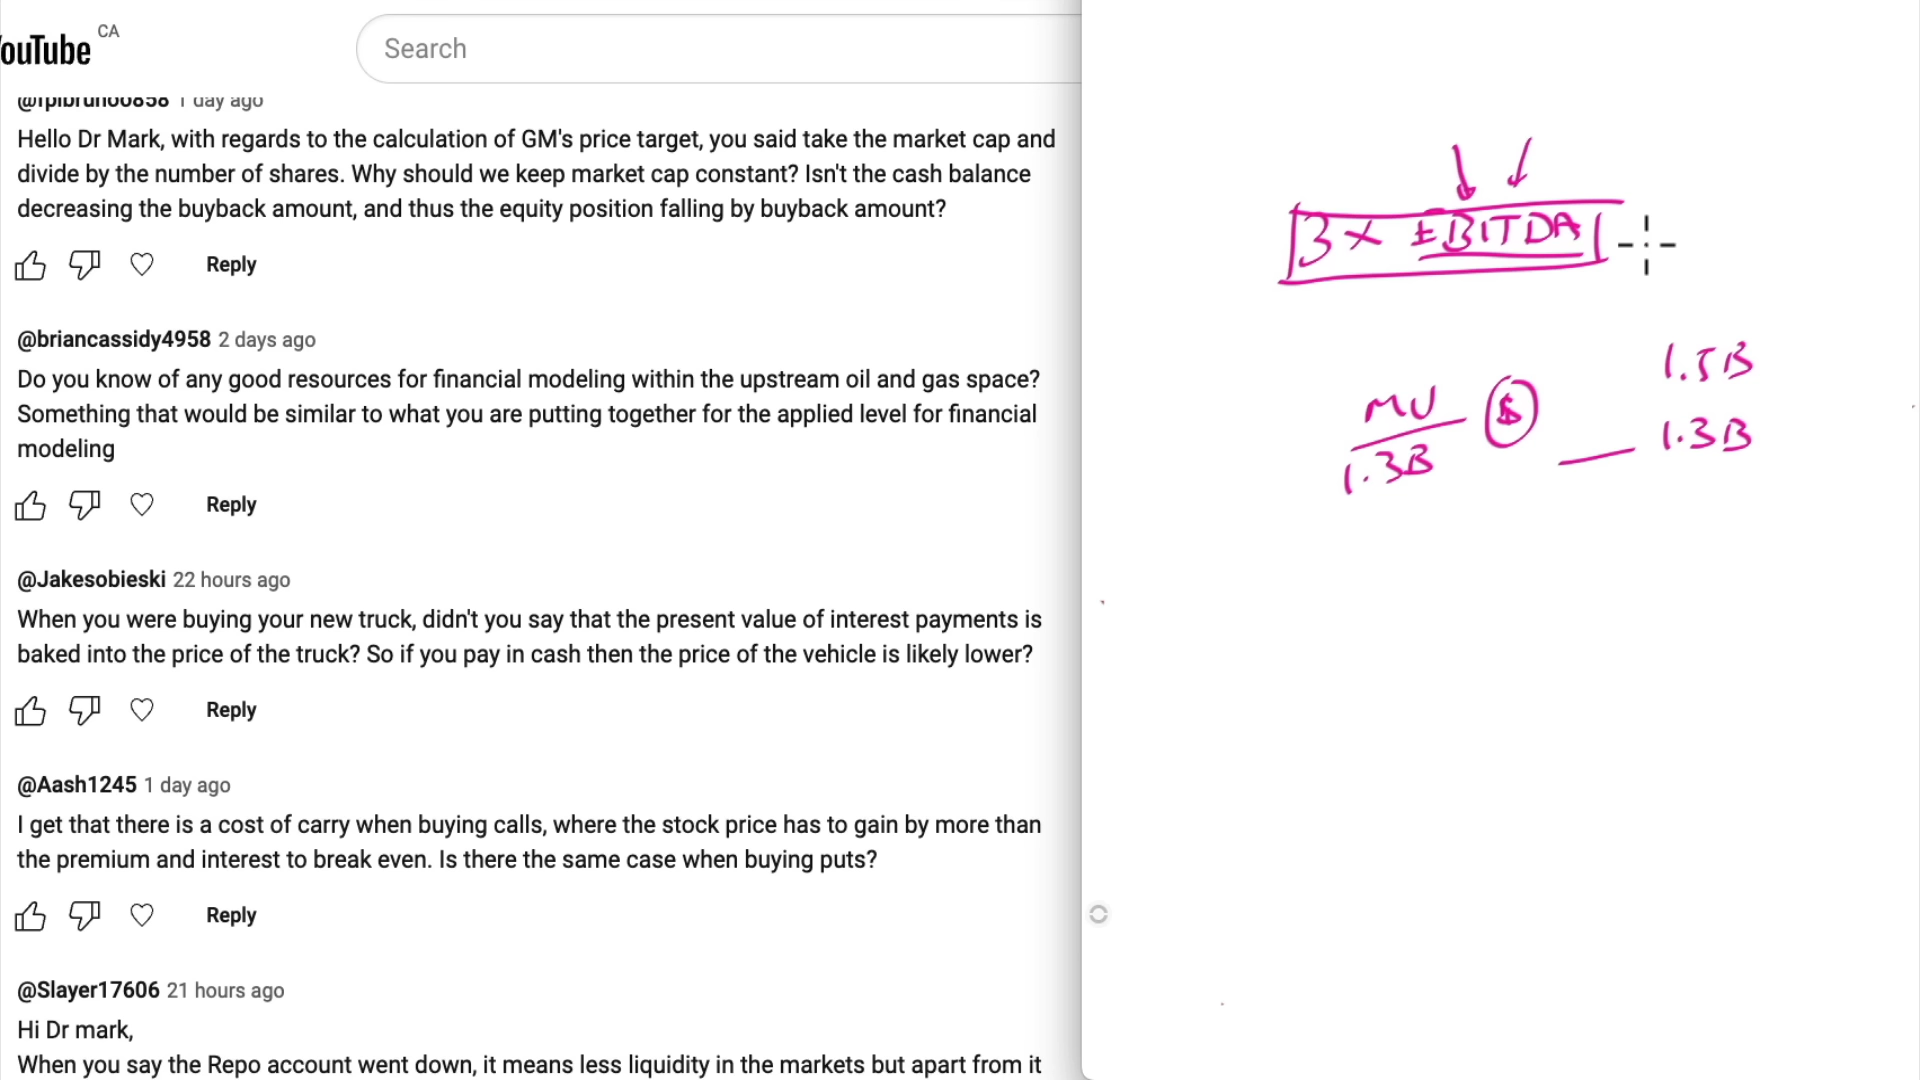 ouTube CA
Search
1 day ago
Hello Dr Mark, with regards to the calculation of GM's price target, you said take the market cap and
divide by the number of shares. Why should we keep market cap constant? Isn't the cash balance
decreasing the buyback amount, and thus the equity position falling by buyback amount?
Reply
@briancassidy4958 2 days ago
Do you know of any good resources for financial modeling within the upstream oil and gas space?
Something that would be similar to what you are putting together for the applied level for financial
modeling
Reply
@Jakesobieski 22 hours ago
When you were buying your new truck, didn't you say that the present value of interest payments is
baked into the price of the truck? So if you pay in cash then the price of the vehicle is likely lower?
Reply
@Aash1245 1 day ago
I get that there is a cost of carry when buying calls, where the stock price has to gain by more than
the premium and interest to break even. Is there the same case when buying puts?
Reply
@Slayer17606 21 hours ago
Hi Dr mark,
When you say the Repo account went down, it means less liquidity in the markets but apart from it
3 x EBITDA
1.5B
MV $
1.3B 1.3B